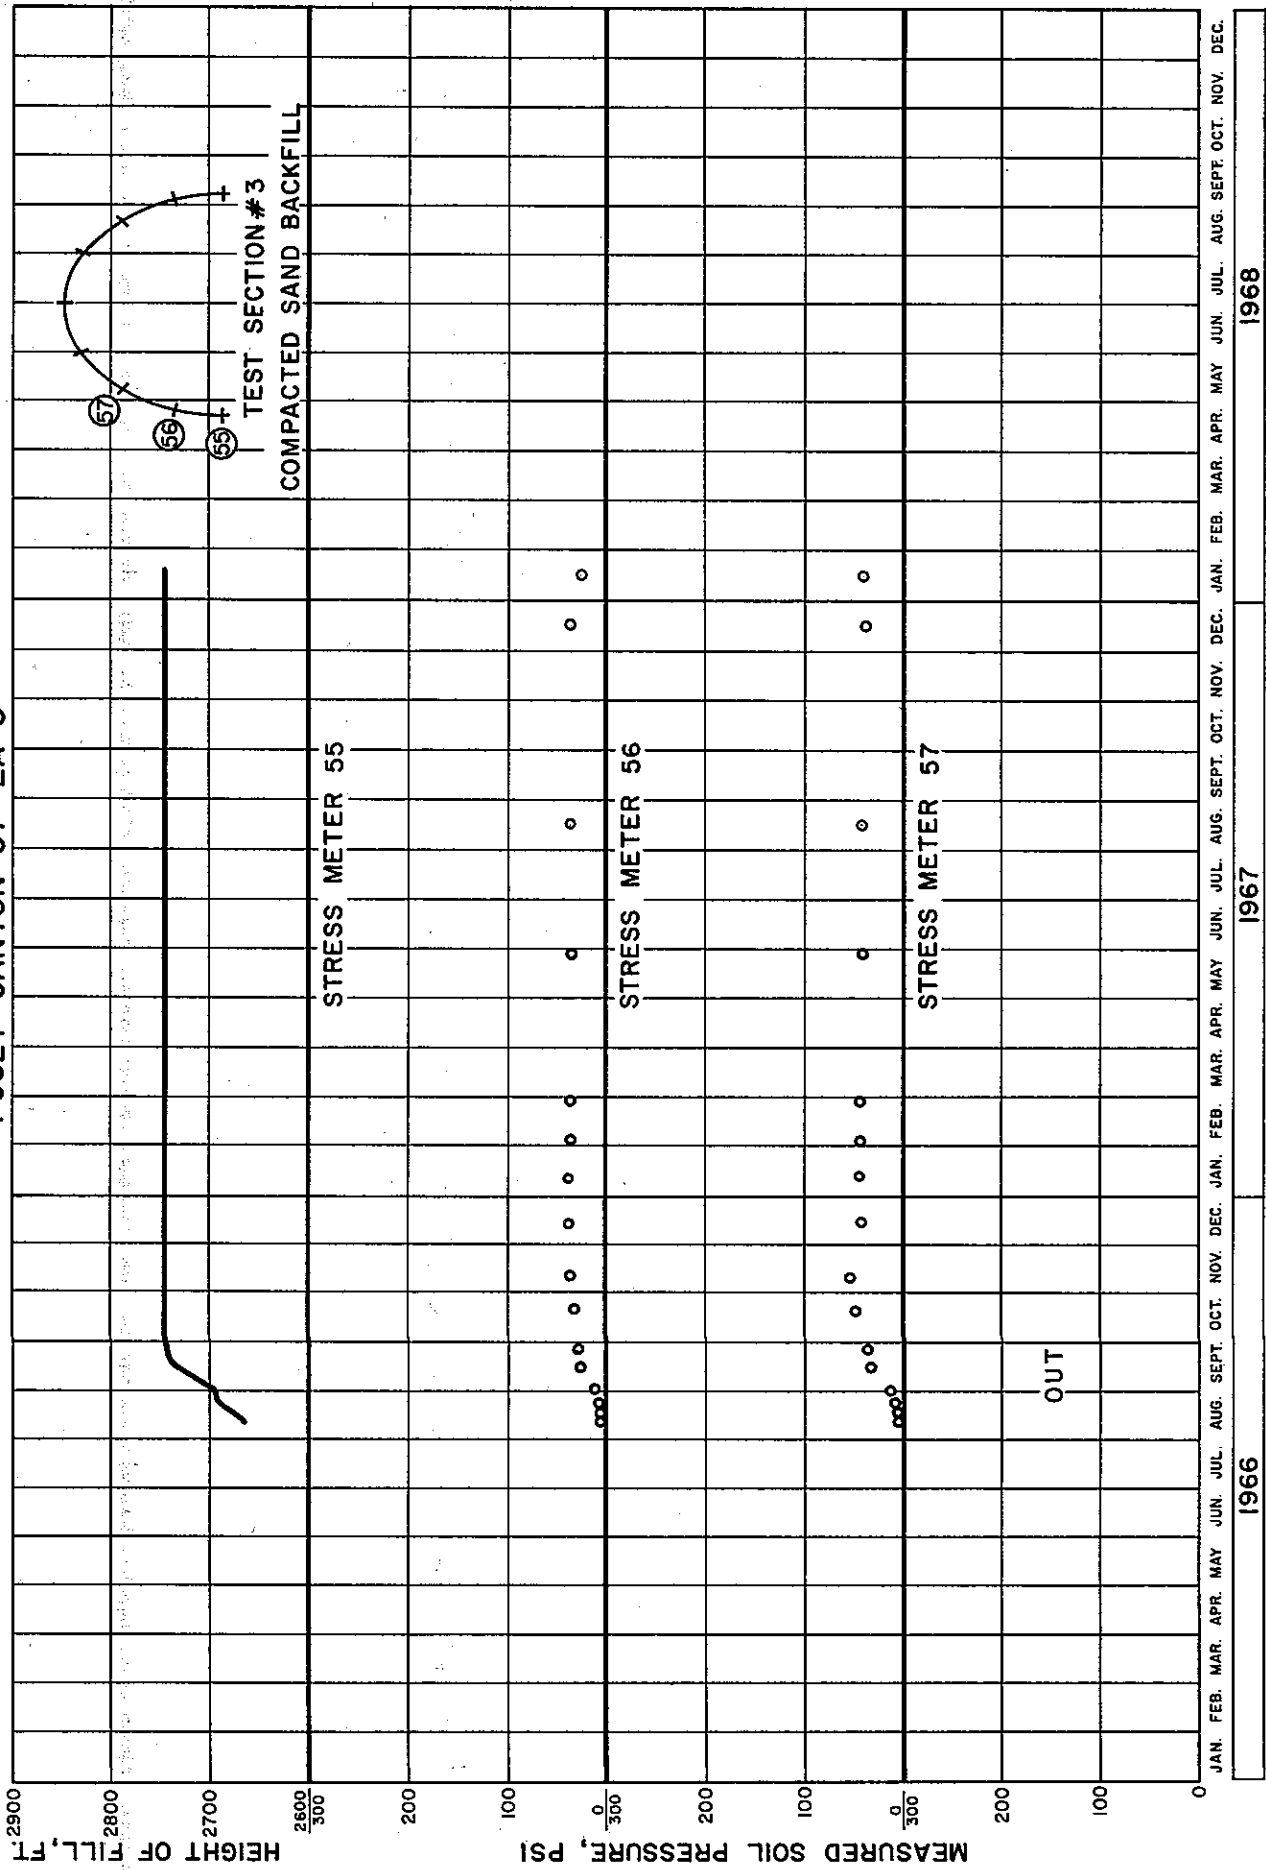 2900
2800
2700
2600
HEIGHT OF FILL, FT.
57
56
55
TEST SECTION #3
COMPACTED SAND BACKFILL
300
200
100
0
STRESS METER 55
300
200
100
0
STRESS METER 56
300
200
100
0
STRESS METER 57
OUT
MEASURED SOIL PRESSURE, PSI
JAN. FEB. MAR. APR. MAY JUN. JUL. AUG. SEPT. OCT. NOV. DEC. JAN. FEB. MAR. APR. MAY JUN. JUL. AUG. SEPT. OCT. NOV. DEC. JAN. FEB. MAR. APR. MAY JUN. JUL. AUG. SEPT. OCT. NOV. DEC.
1966 1967 1968